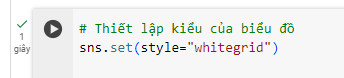 # Thiết lập kiểu của biểu đồ
sns.set(style="whitegrid")
1
giây